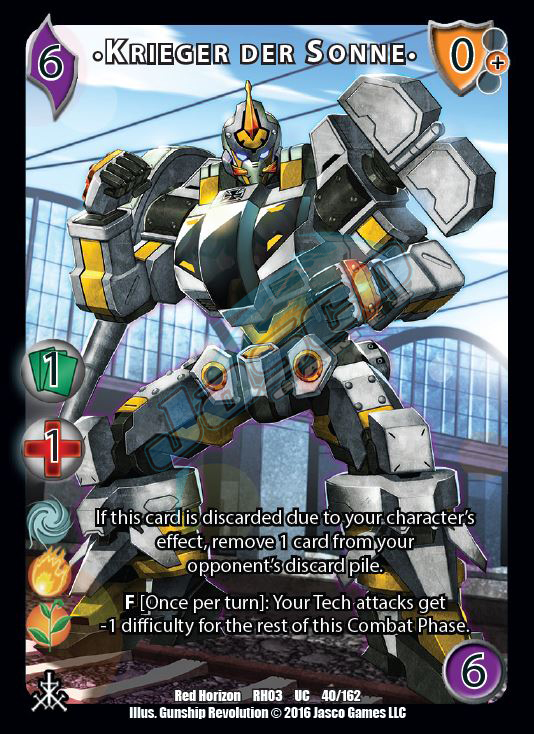 6
·KRIEGER DER SONNE·
0
+
1
1
If this card is discarded due to your character's
effect, remove 1 card from your
opponent's discard pile.
F [Once per turn]: Your Tech attacks get
-1 difficulty for the rest of this Combat Phase.
6
Red Horizon RH03 UC 40/162
Illus. Gunship Revolution © 2016 Jasco Games LLC